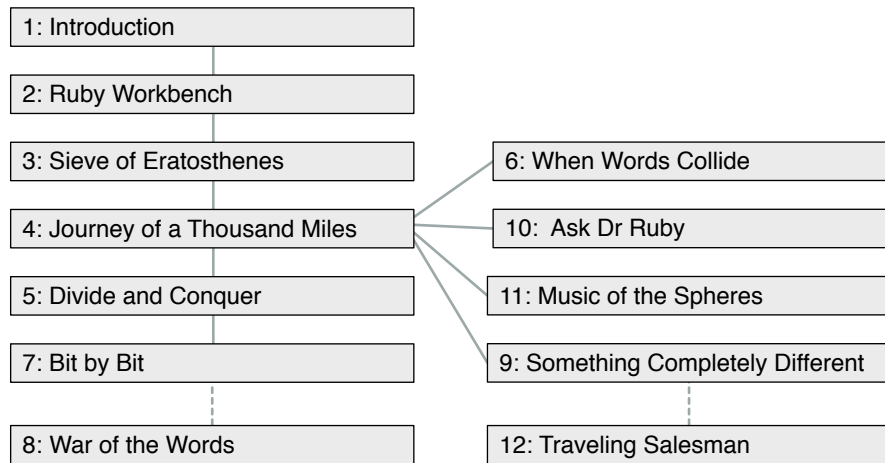 1: Introduction
2: Ruby Workbench
3: Sieve of Eratosthenes
4: Journey of a Thousand Miles
5: Divide and Conquer
7: Bit by Bit
8: War of the Words
6: When Words Collide
10: Ask Dr Ruby
11: Music of the Spheres
9: Something Completely Different
12: Traveling Salesman